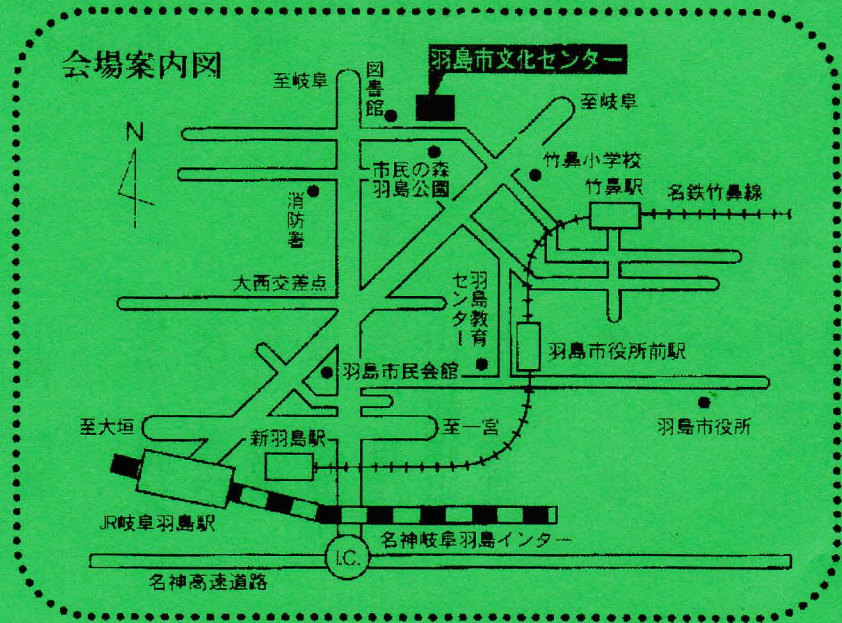 会場案内図
羽島市文化センター
至岐阜
図書館
至岐阜
N
市民の森
羽島公園
竹鼻小学校
竹鼻駅
名鉄竹鼻線
消防署
大西交差点
羽島教育
センター
羽島市役所前駅
羽島市民会館
羽島市役所
至大垣
新羽島駅
至一宮
JR岐阜羽島駅
名神岐阜羽島インター
I.C.
名神高速道路